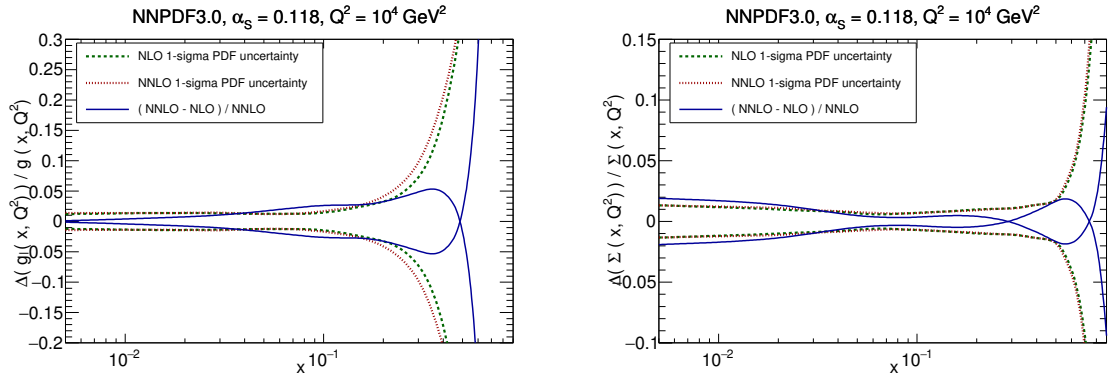 NNPDF3.0, αS = 0.118, Q² = 10⁴ GeV²
NLO 1-sigma PDF uncertainty
NNLO 1-sigma PDF uncertainty
( NNLO - NLO ) / NNLO
Δ( g( x, Q²) ) / g ( x, Q²)
0.3
0.25
0.2
0.15
0.1
0.05
0
−0.05
−0.1
−0.15
−0.2
10⁻²
10⁻¹
x
NNPDF3.0, αS = 0.118, Q² = 10⁴ GeV²
NLO 1-sigma PDF uncertainty
NNLO 1-sigma PDF uncertainty
( NNLO - NLO ) / NNLO
Δ( Σ ( x, Q²) ) / Σ ( x, Q²)
0.15
0.1
0.05
0
−0.05
−0.1
10⁻²
10⁻¹
x